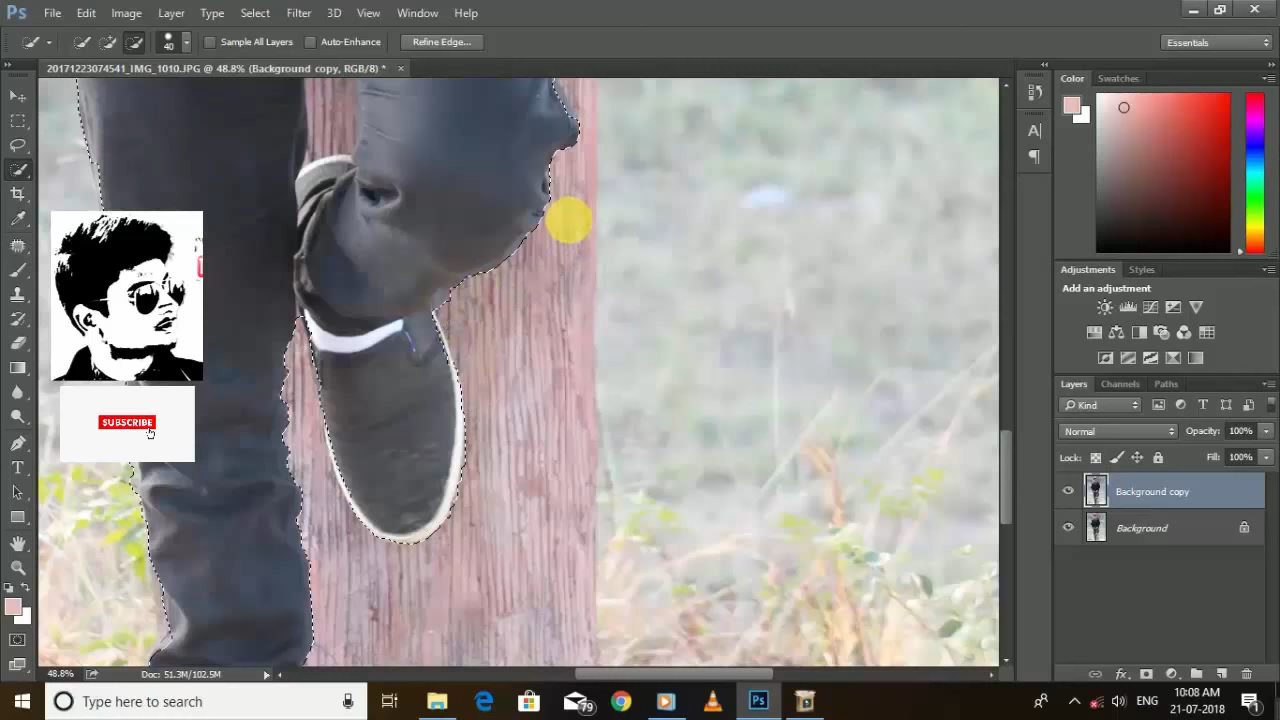 Ps File Edit Image Layer Type Select Filter 3D View Window Help
40 Sample All Layers Auto-Enhance Refine Edge... Essentials
20171223074541_IMG_1010.JPG @ 48.8% (Background copy, RGB/8) * ×
Color Swatches
Adjustments Styles
Add an adjustment
Layers Channels Paths
Kind
Normal Opacity: 100%
Lock: Fill: 100%
Background copy
Background
SUBSCRIBE
48.8% Doc: 51.3M/102.5M
Type here to search
79
Ps
ENG
10:08 AM
21-07-2018
1